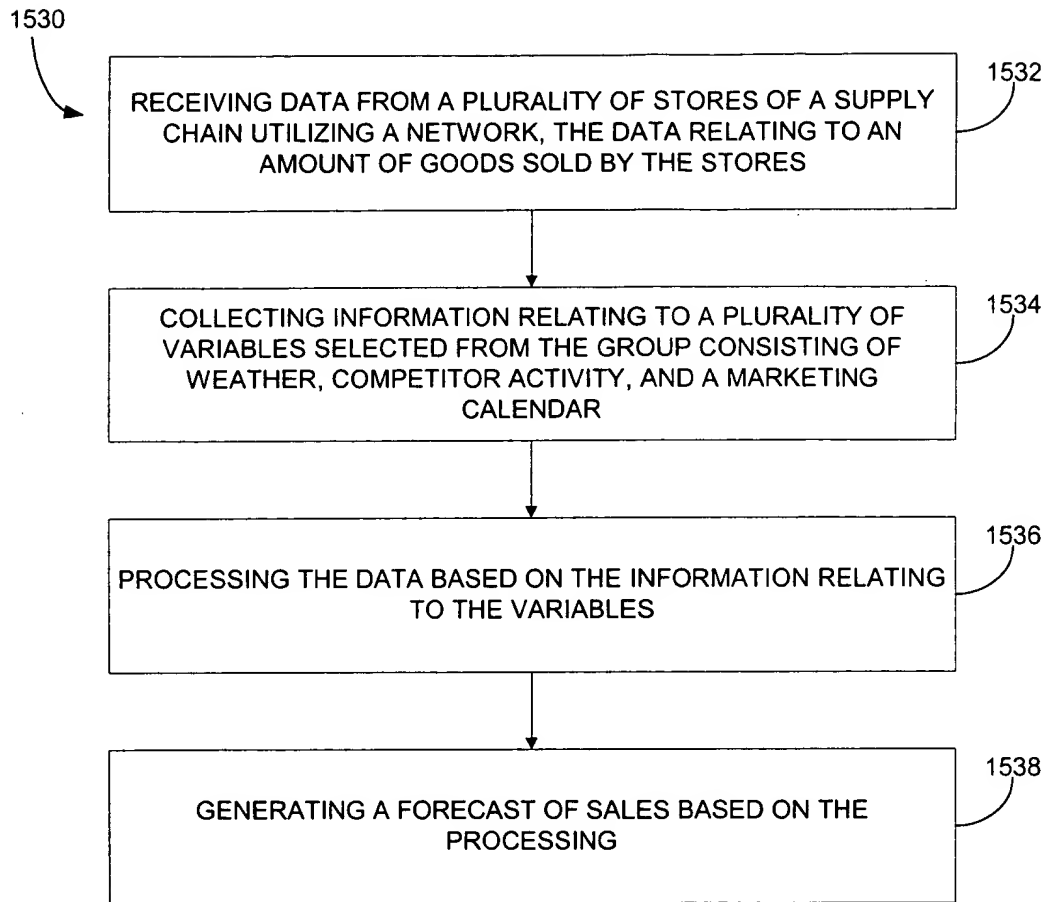 1530
1532
RECEIVING DATA FROM A PLURALITY OF STORES OF A SUPPLY
CHAIN UTILIZING A NETWORK, THE DATA RELATING TO AN
AMOUNT OF GOODS SOLD BY THE STORES
1534
COLLECTING INFORMATION RELATING TO A PLURALITY OF
VARIABLES SELECTED FROM THE GROUP CONSISTING OF
WEATHER, COMPETITOR ACTIVITY, AND A MARKETING
CALENDAR
1536
PROCESSING THE DATA BASED ON THE INFORMATION RELATING
TO THE VARIABLES
1538
GENERATING A FORECAST OF SALES BASED ON THE
PROCESSING